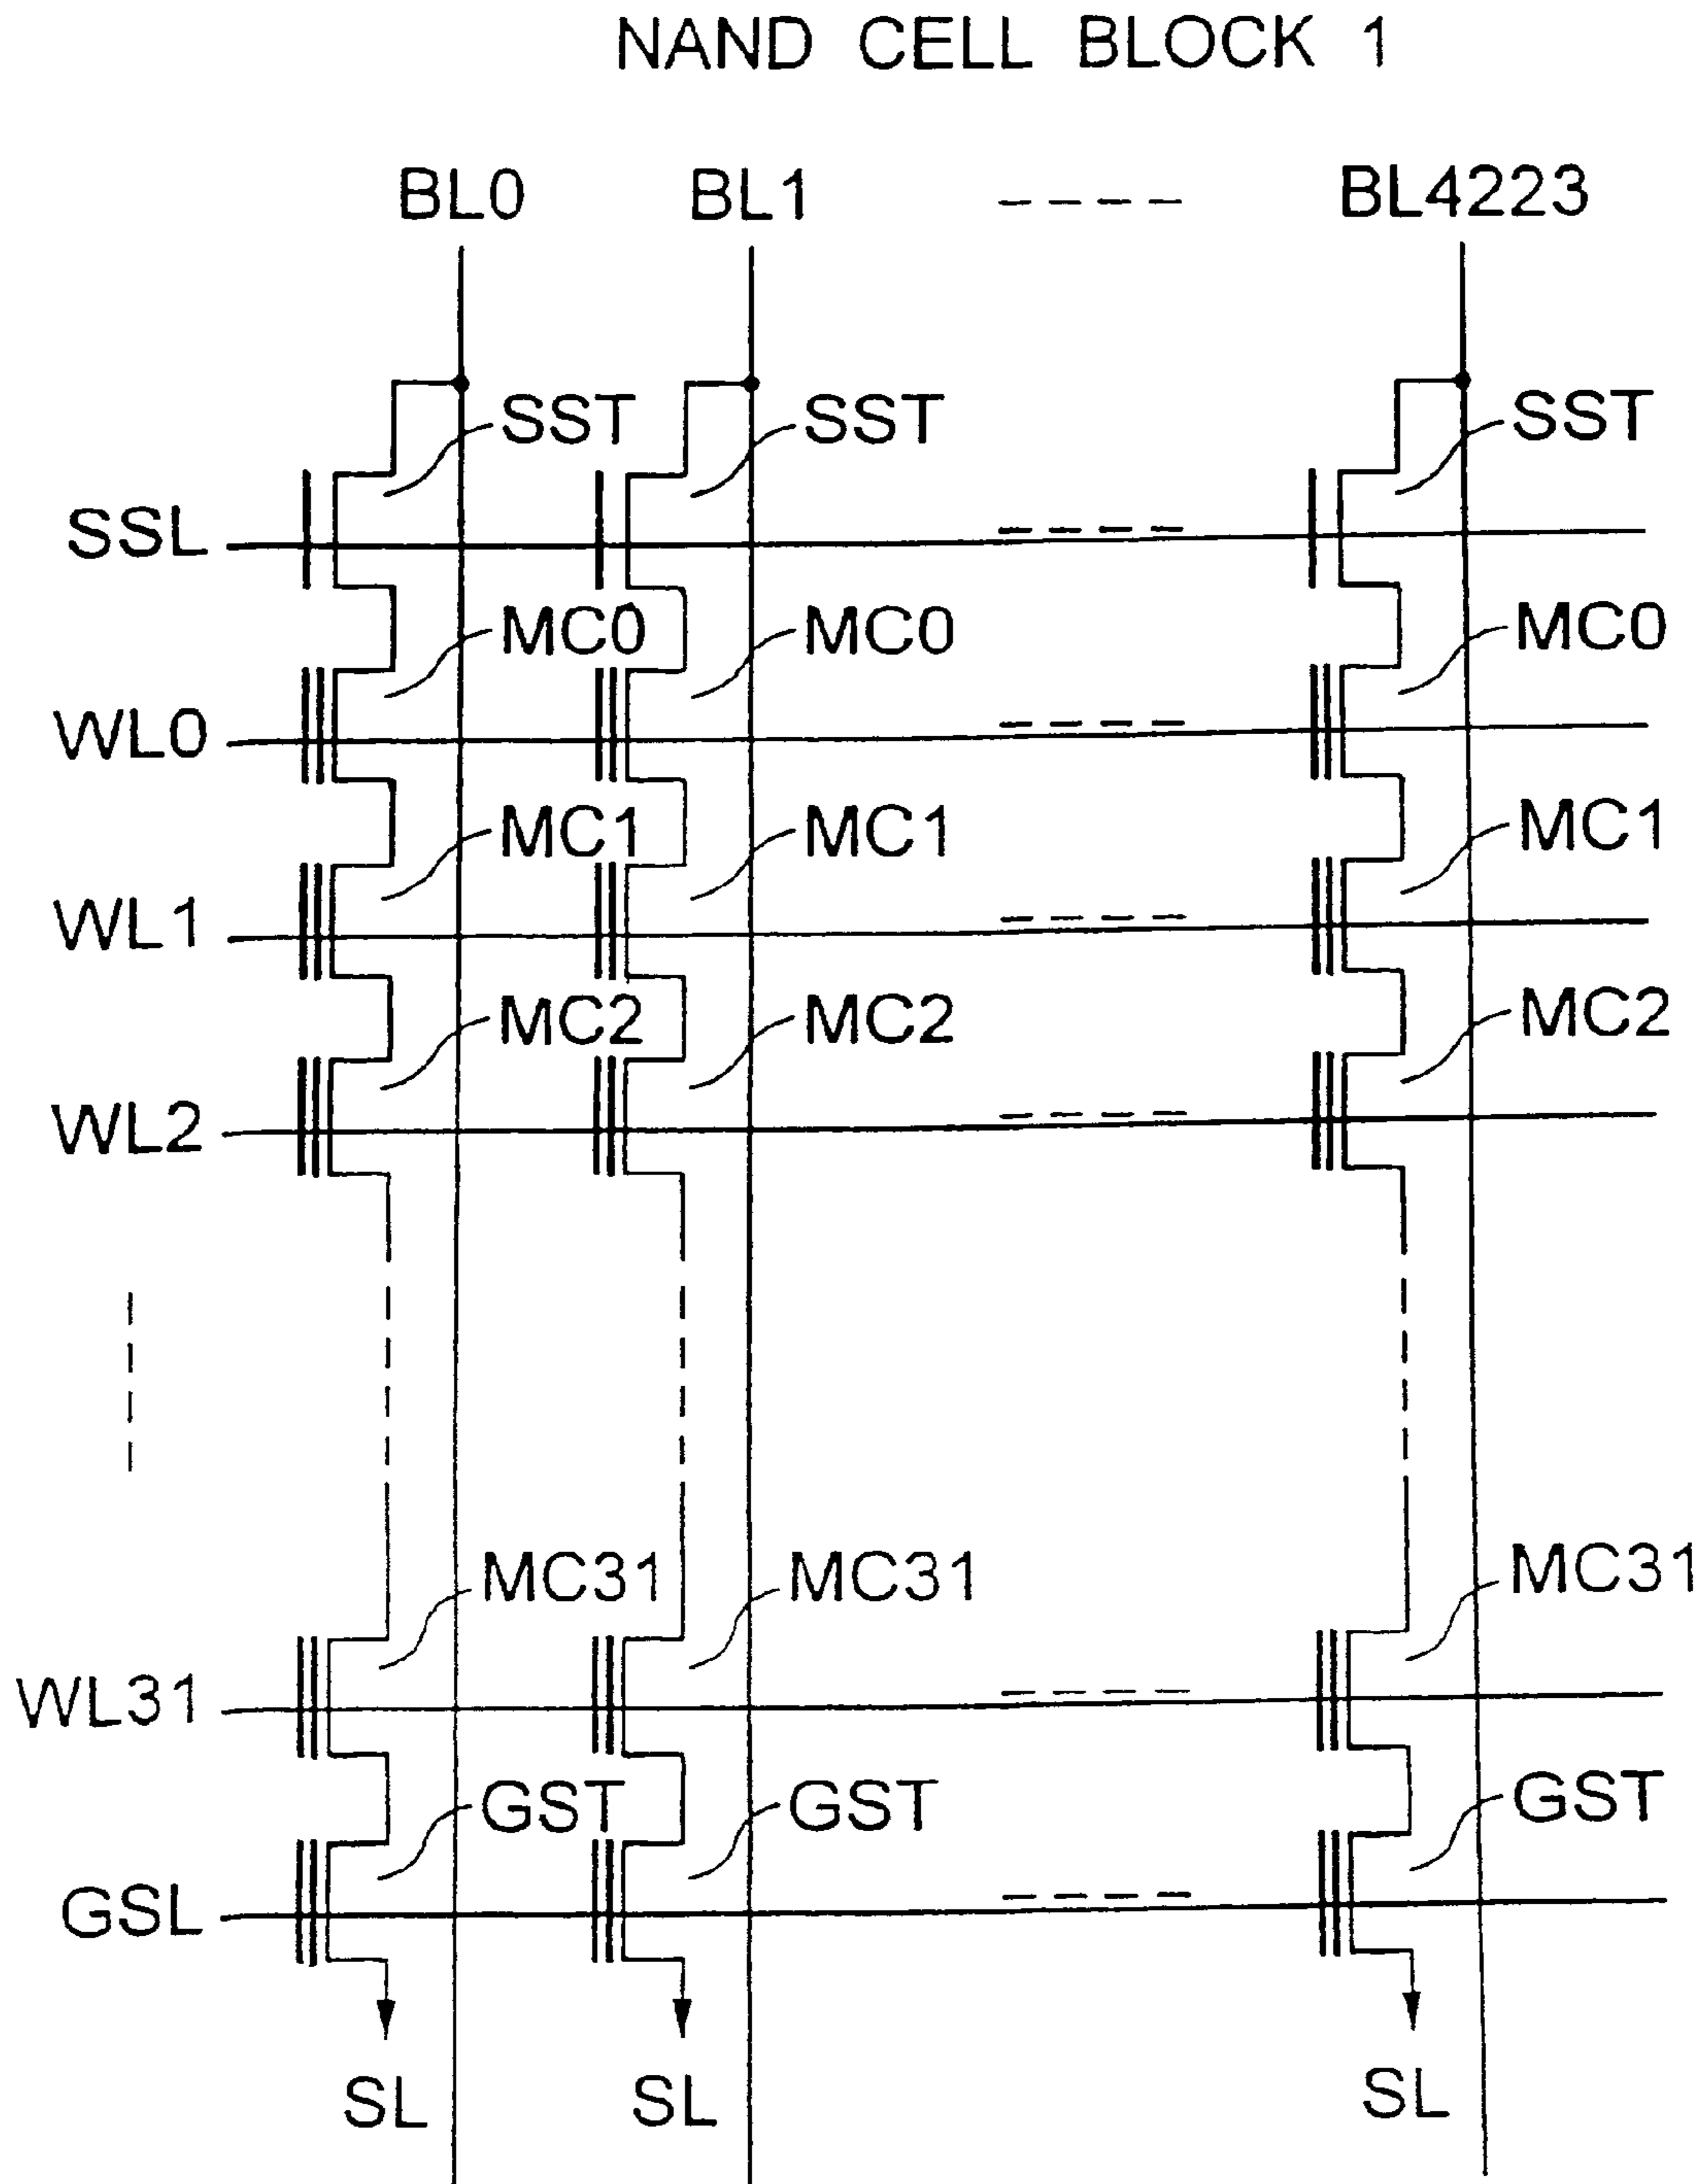 NAND CELL BLOCK 1
BL0 BL1 BL4223
SST SST SST
SSL
MC0 MC0 MC0
WL0
MC1 MC1 MC1
WL1
MC2 MC2 MC2
WL2
MC31 MC31 MC31
WL31
GST GST GST
GSL
SL SL SL